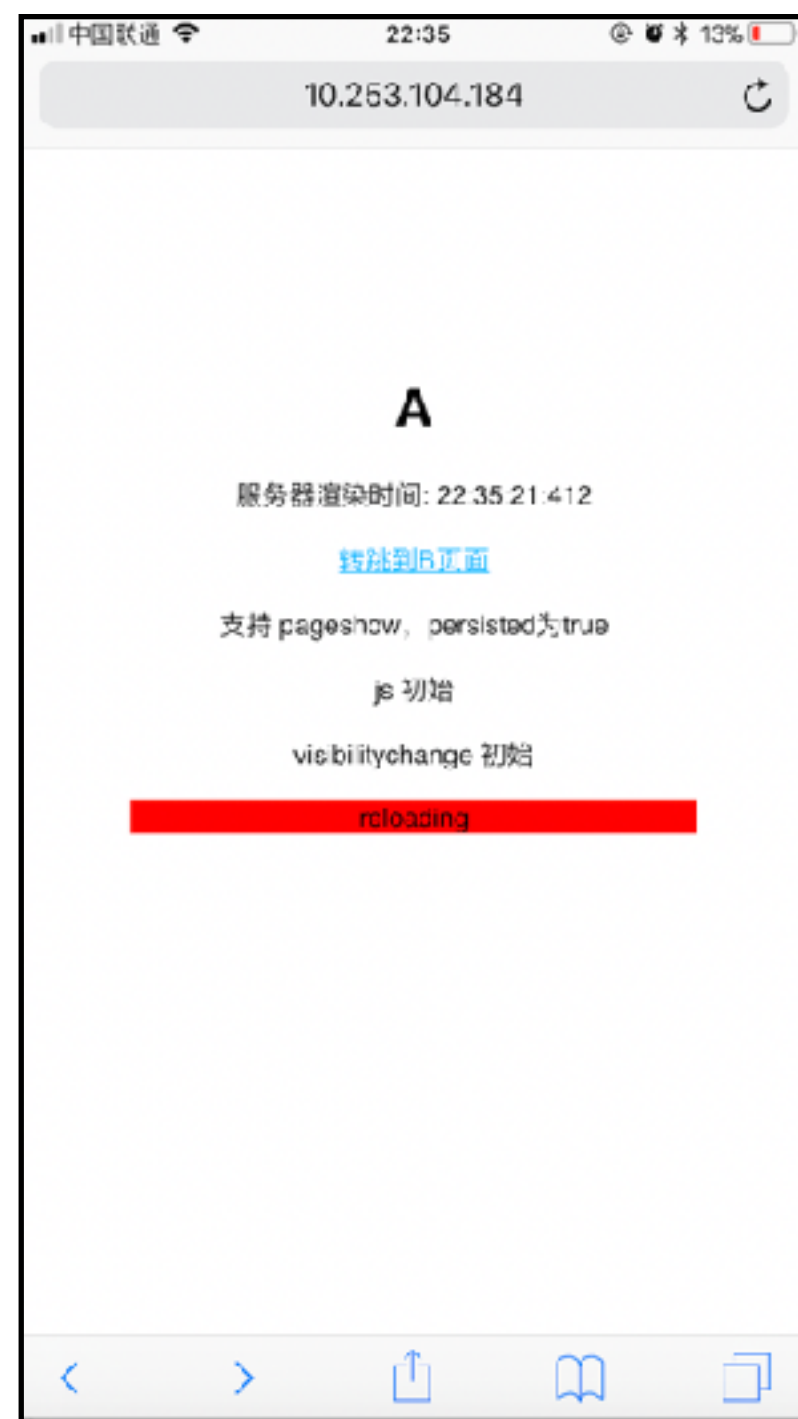 中国联通 22:35 13%
10.253.104.184
A
服务器渲染时间: 22:35:21:412
转跳到B页面
支持 pageshow，persisted为true
js 初始
visibilitychange 初始
reloading